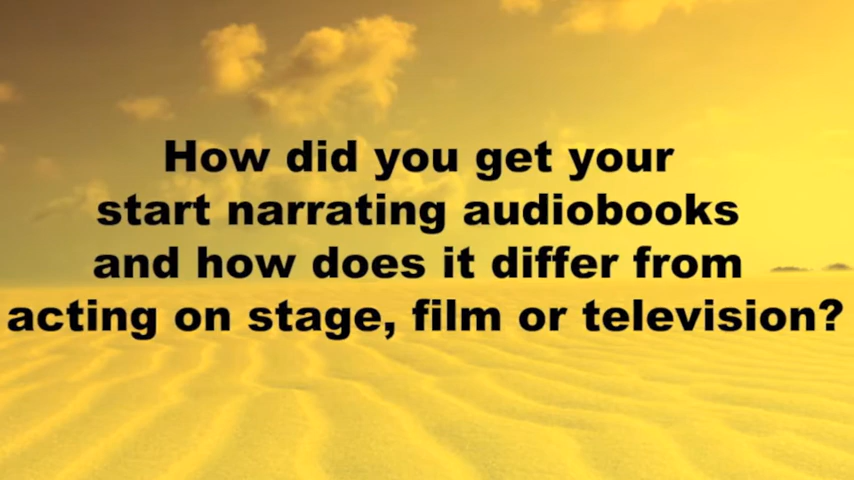 How did you get your
start narrating audiobooks
and how does it differ from
acting on stage, film or television?